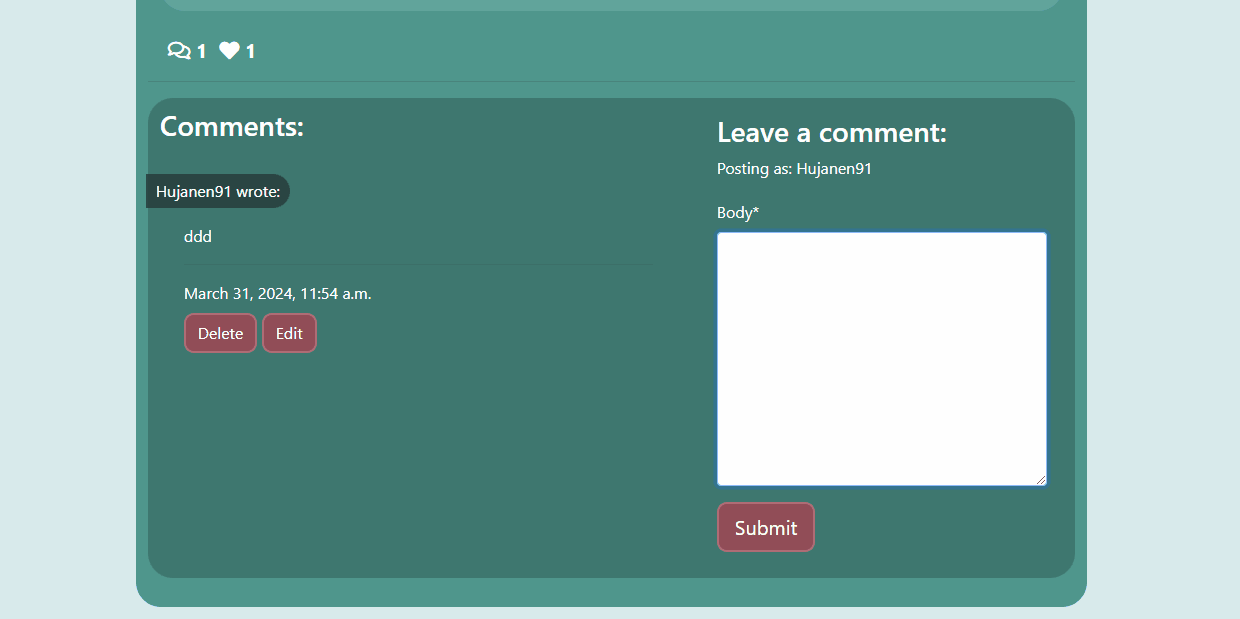 1 1
Comments:
Hujanen91 wrote:
ddd
March 31, 2024, 11:54 a.m.
Delete Edit
Leave a comment:
Posting as: Hujanen91
Body*
Submit